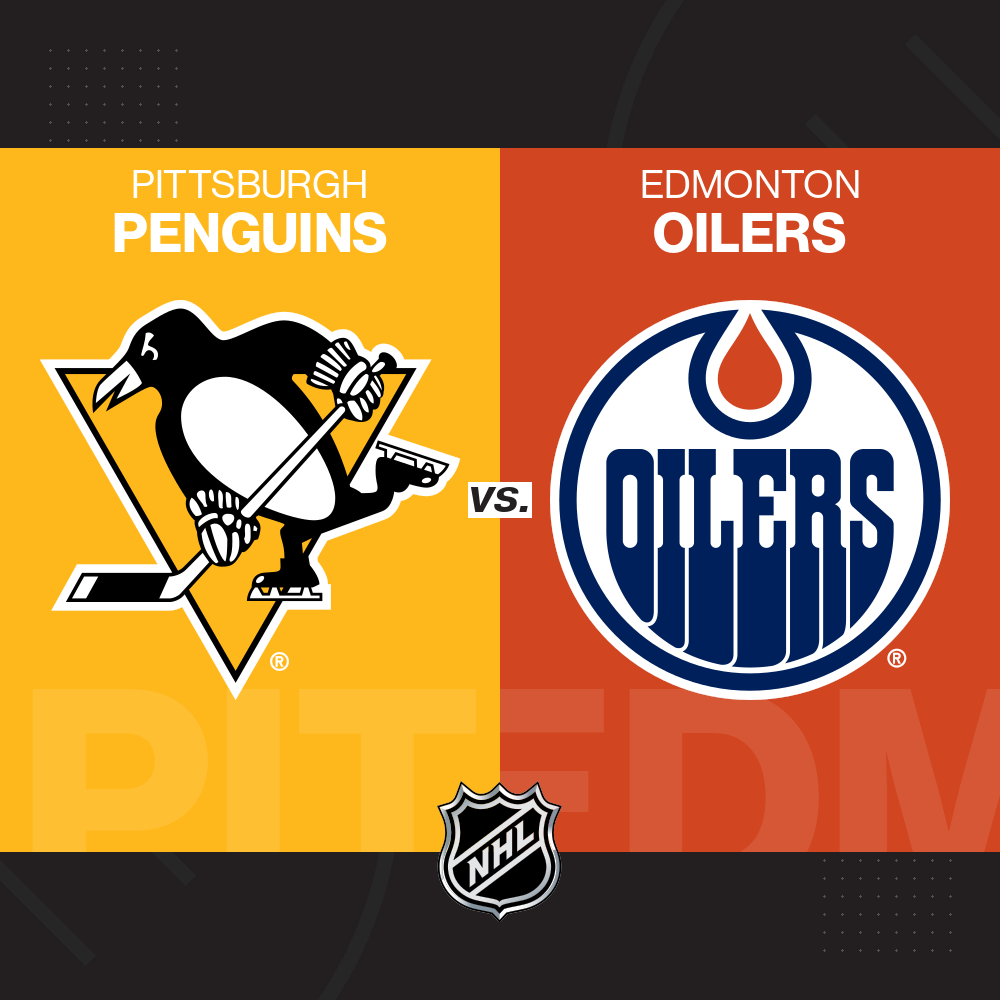 PITTSBURGH
PENGUINS
EDMONTON
OILERS
vs.
OILERS
®
®
PIT
EDM
NHL